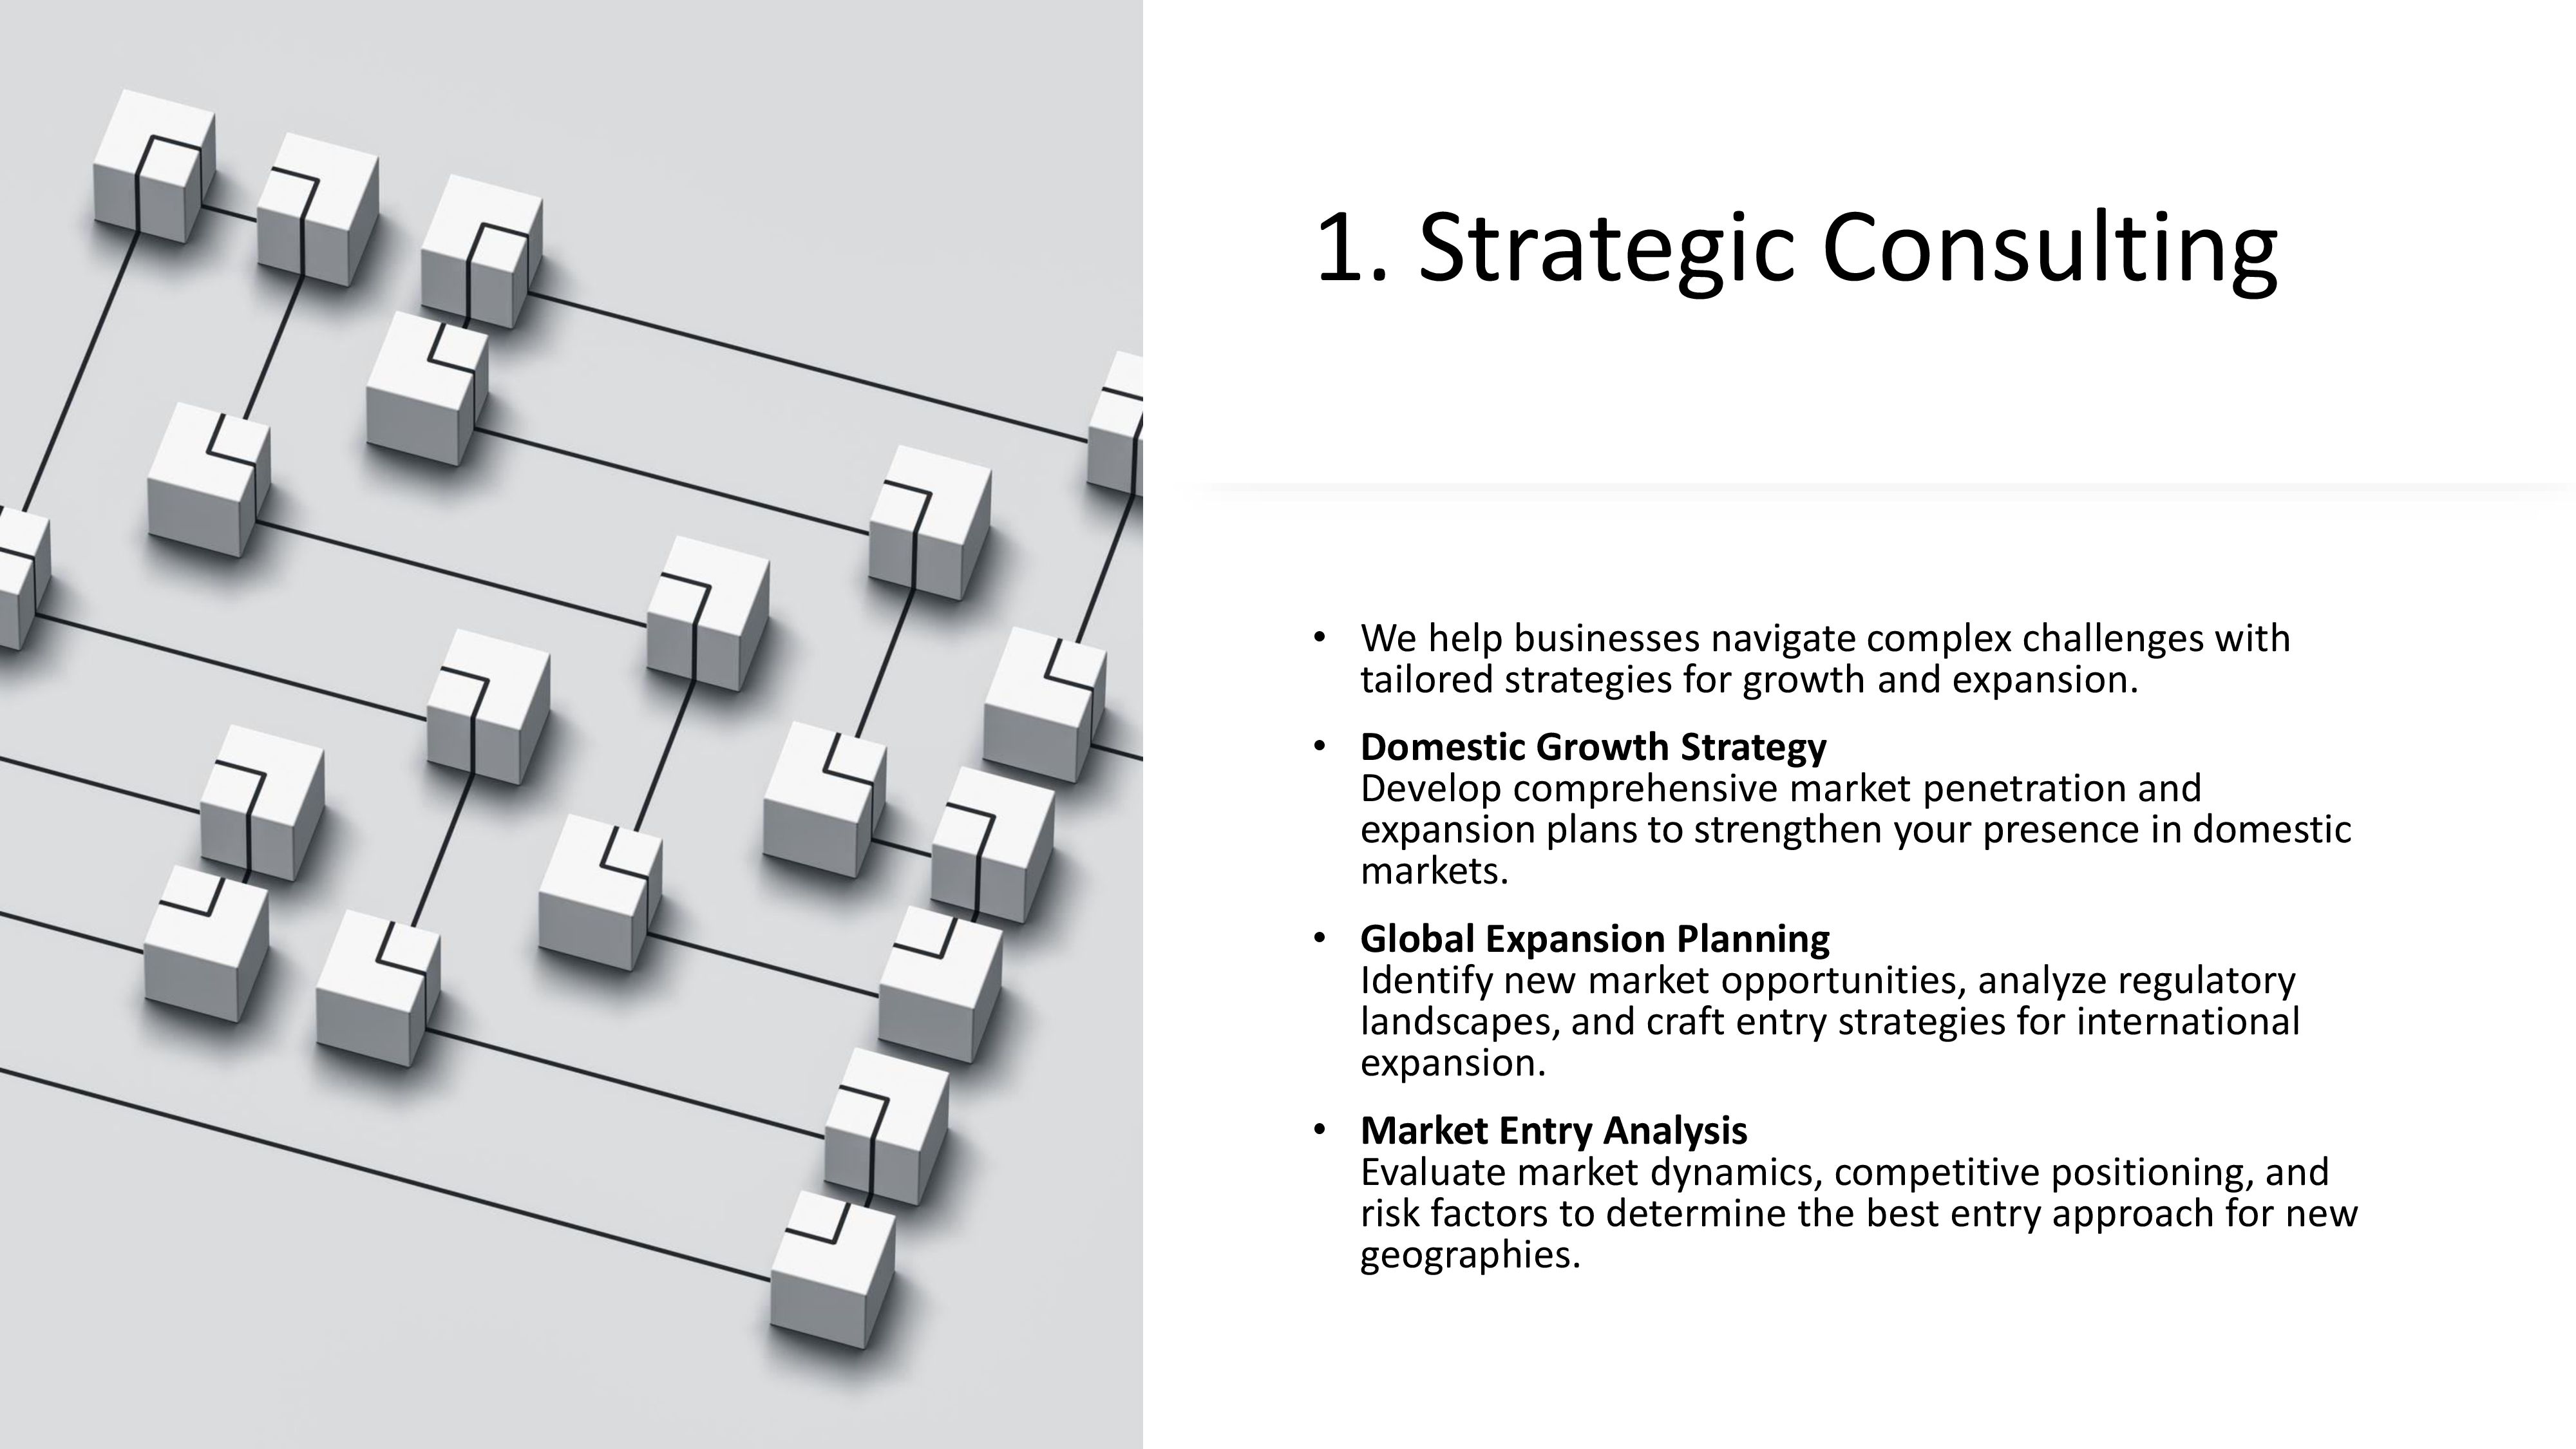 1. Strategic Consulting
• We help businesses navigate complex challenges with
tailored strategies for growth and expansion.
• Domestic Growth Strategy
Develop comprehensive market penetration and
expansion plans to strengthen your presence in domestic
markets.
• Global Expansion Planning
Identify new market opportunities, analyze regulatory
landscapes, and craft entry strategies for international
expansion.
• Market Entry Analysis
Evaluate market dynamics, competitive positioning, and
risk factors to determine the best entry approach for new
geographies.